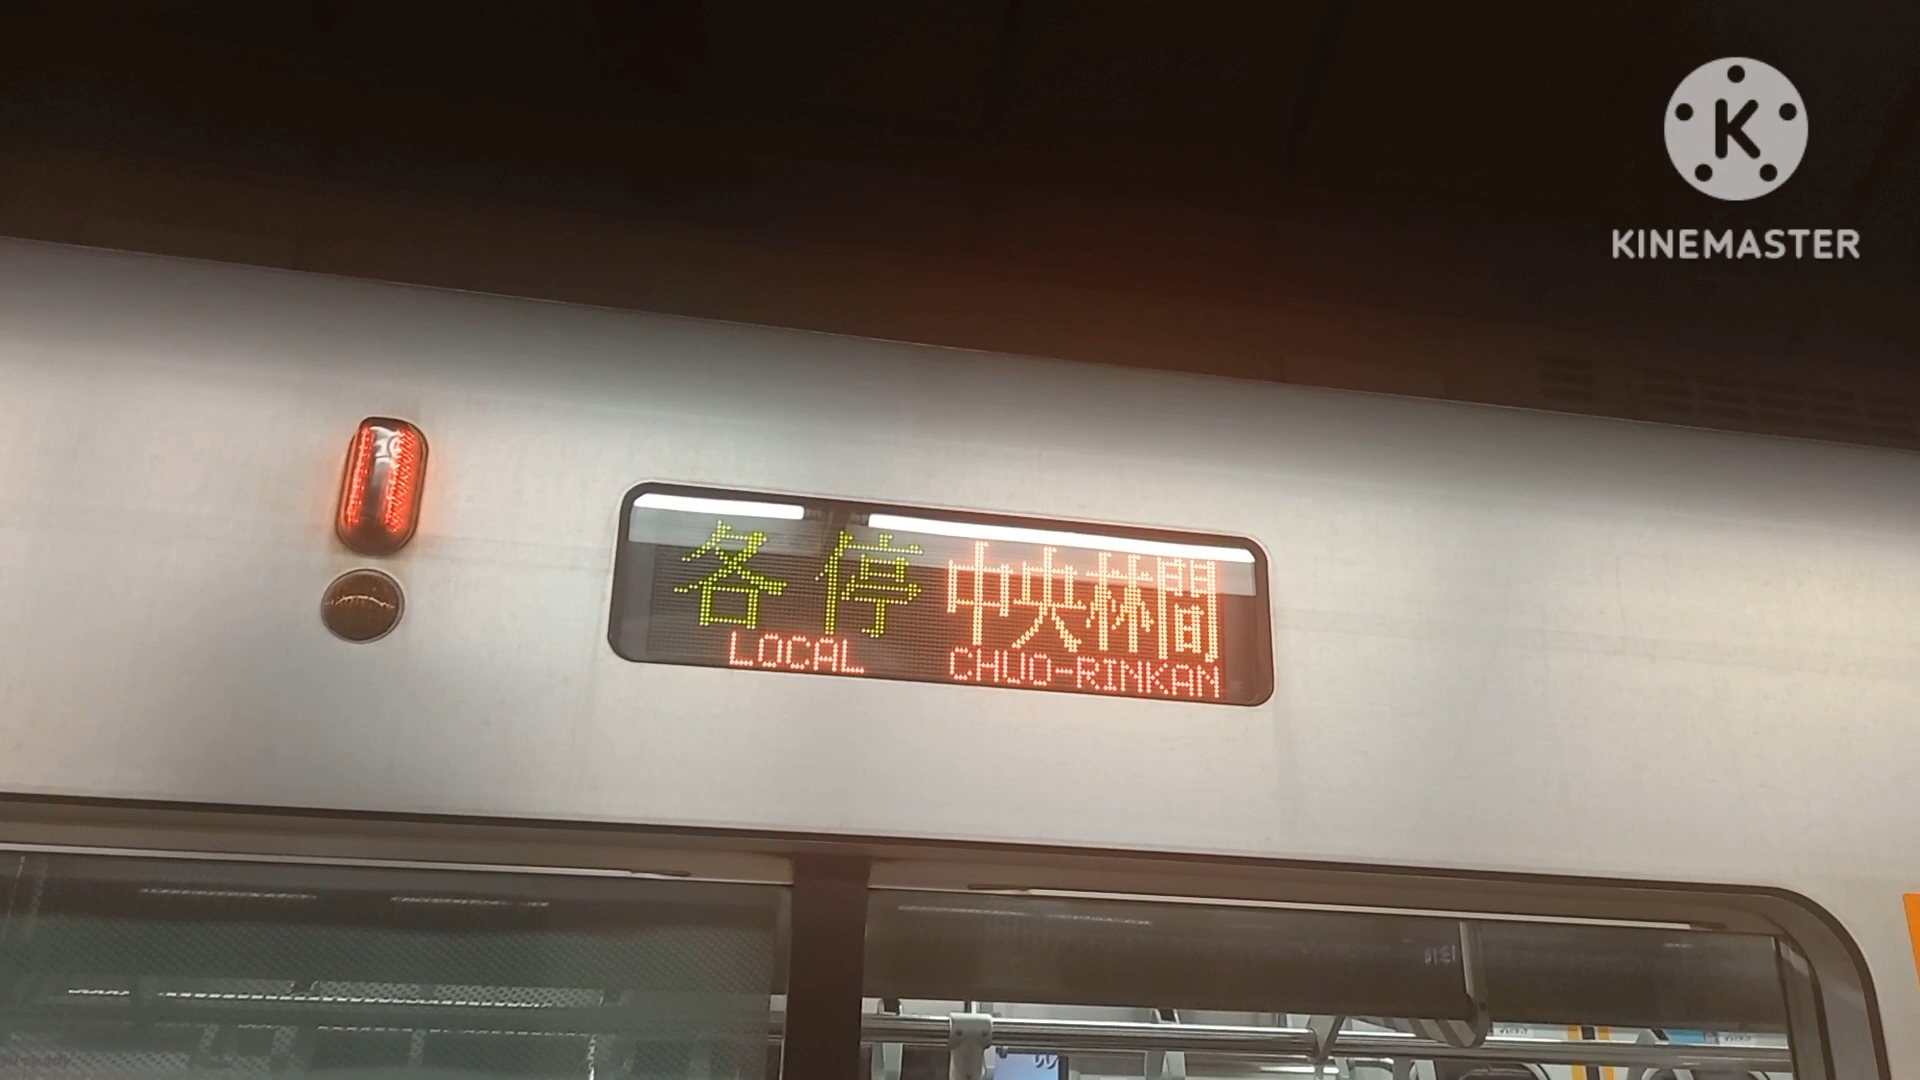 K
KINEMASTER
各停 中央林間
LOCAL CHUO-RINKAN